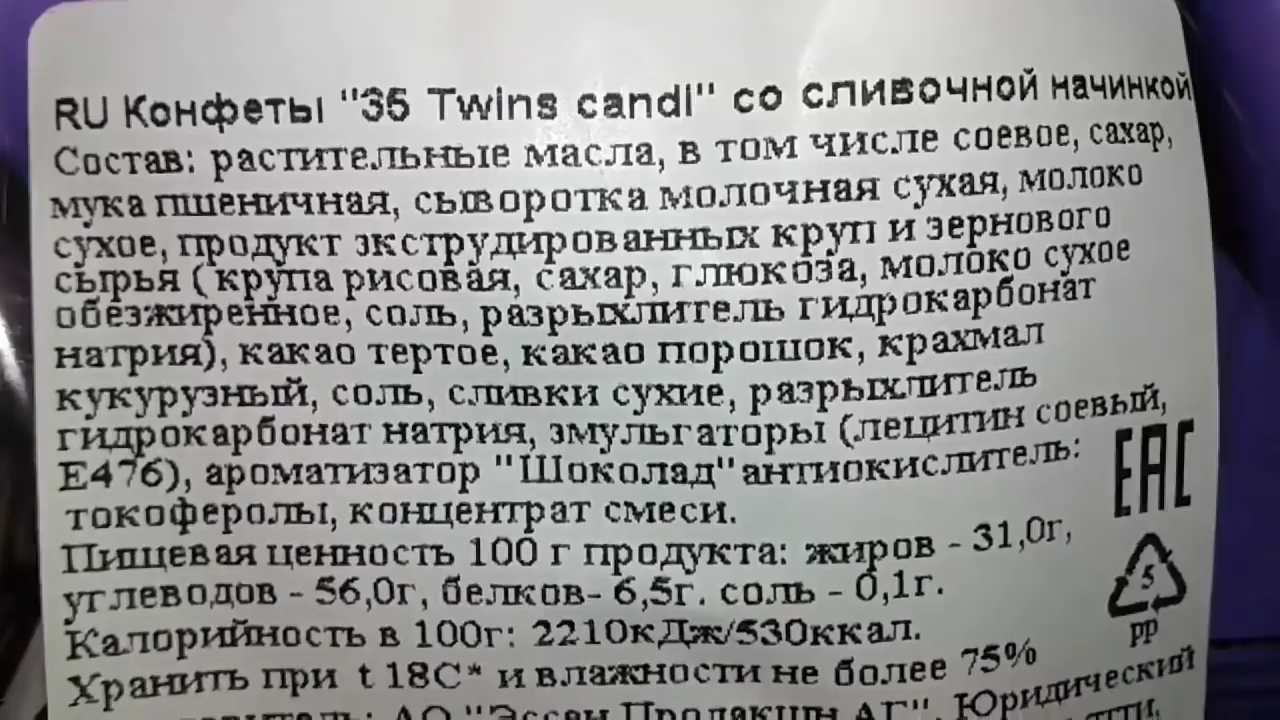 RU Конфеты "35 Twins candi" со сливочной начинкой
Состав: растительные масла, в том числе соевое, сахар,
мука пшеничная, сыворотка молочная сухая, молоко
сухое, продукт экструдированных круп и зернового
сырья ( крупа рисовая, сахар, глюкоза, молоко сухое
обезжиренное, соль, разрыхлитель гидрокарбонат
натрия), какао тертое, какао порошок, крахмал
кукурузный, соль, сливки сухие, разрыхлитель
гидрокарбонат натрия, эмульгаторы (лецитин соевый,
Е476), ароматизатор "Шоколад" антиокислитель:
токоферолы, концентрат смеси.
EAC
Пищевая ценность 100 г продукта: жиров - 31,0г,
углеводов - 56,0г, белков- 6,5г. соль - 0,1г.
5
PP
Калорийность в 100г: 2210кДж/530ккал.
Хранить при t 18С* и влажности не более 75%
АО "Эссен Продакшн АГ". Юридический